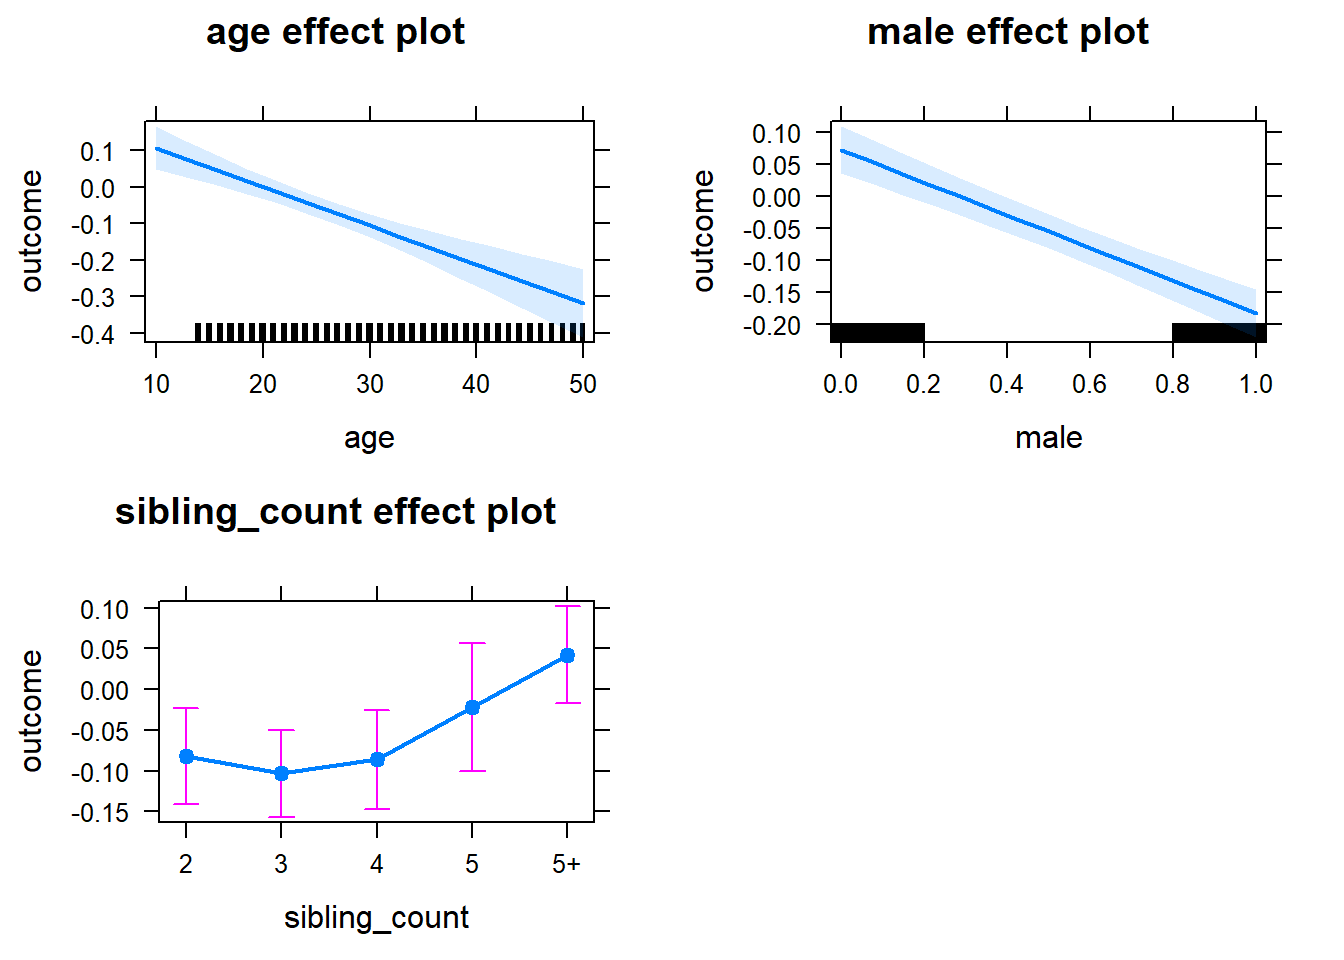 age effect plot
outcome
0.1
0.0
-0.1
-0.2
-0.3
-0.4
10 20 30 40 50
age
male effect plot
outcome
0.10
0.05
0.00
-0.05
-0.10
-0.15
-0.20
0.0 0.2 0.4 0.6 0.8 1.0
male
sibling_count effect plot
outcome
0.10
0.05
0.00
-0.05
-0.10
-0.15
2 3 4 5 5+
sibling_count